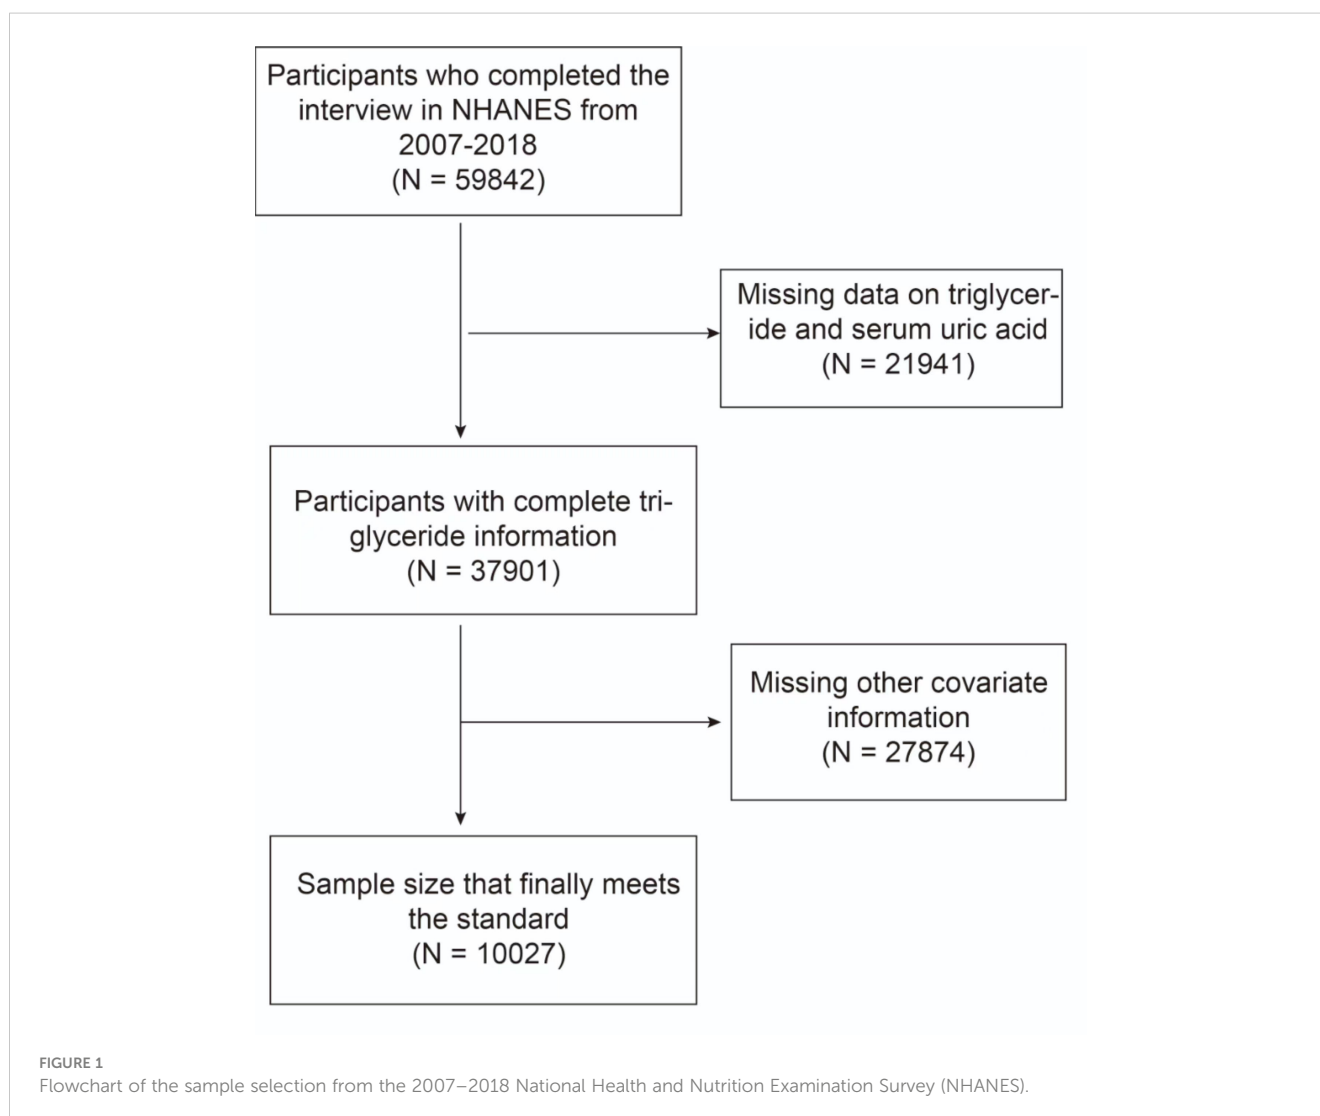 Participants who completed the
interview in NHANES from
2007-2018
(N = 59842)
Missing data on triglycer-
ide and serum uric acid
(N = 21941)
Participants with complete tri-
glyceride information
(N = 37901)
Missing other covariate
information
(N = 27874)
Sample size that finally meets
the standard
(N = 10027)
FIGURE 1
Flowchart of the sample selection from the 2007–2018 National Health and Nutrition Examination Survey (NHANES).